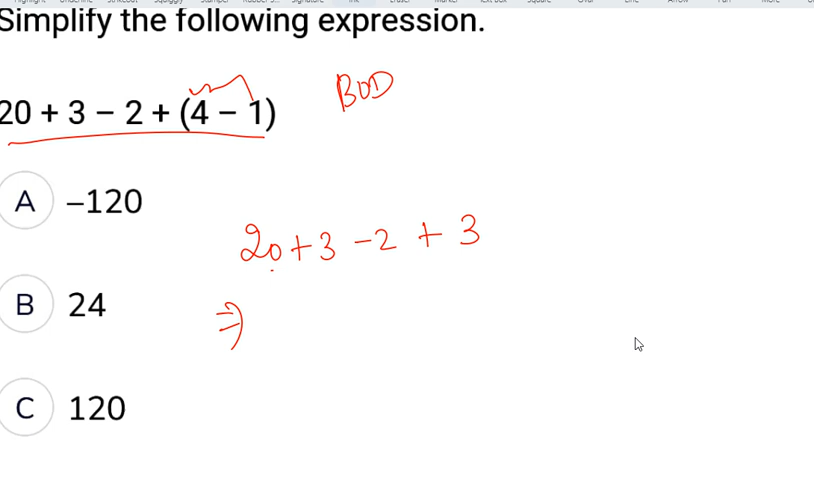 Simplify the following expression.
20 + 3 – 2 + (4 – 1)
BOD
A –120
20+3 -2 + 3
B 24
⇒
C 120